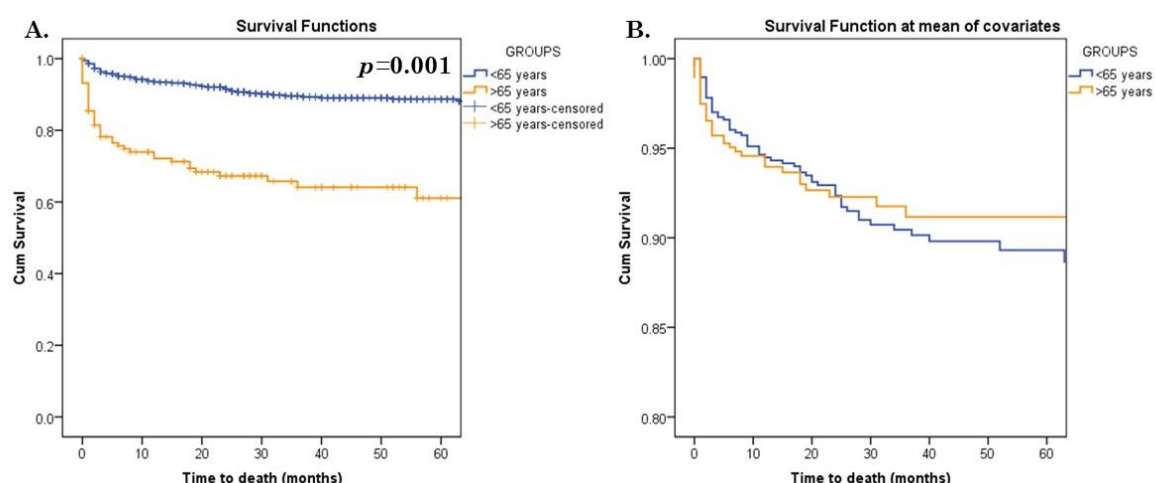 A.
Survival Functions
p=0.001
GROUPS
<65 years
>65 years
<65 years-censored
>65 years-censored
Cum Survival
1.0
0.8
0.6
0.4
0.2
0.0
0 10 20 30 40 50 60
Time to death (months)
B.
Survival Function at mean of covariates
GROUPS
<65 years
>65 years
Cum Survival
1.00
0.95
0.90
0.85
0.80
0 10 20 30 40 50 60
Time to death (months)